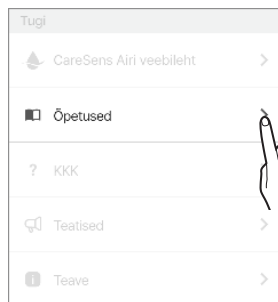 Tugi
CareSens Airi veebileht
Õpetused
? KKK
Teatised
Teave